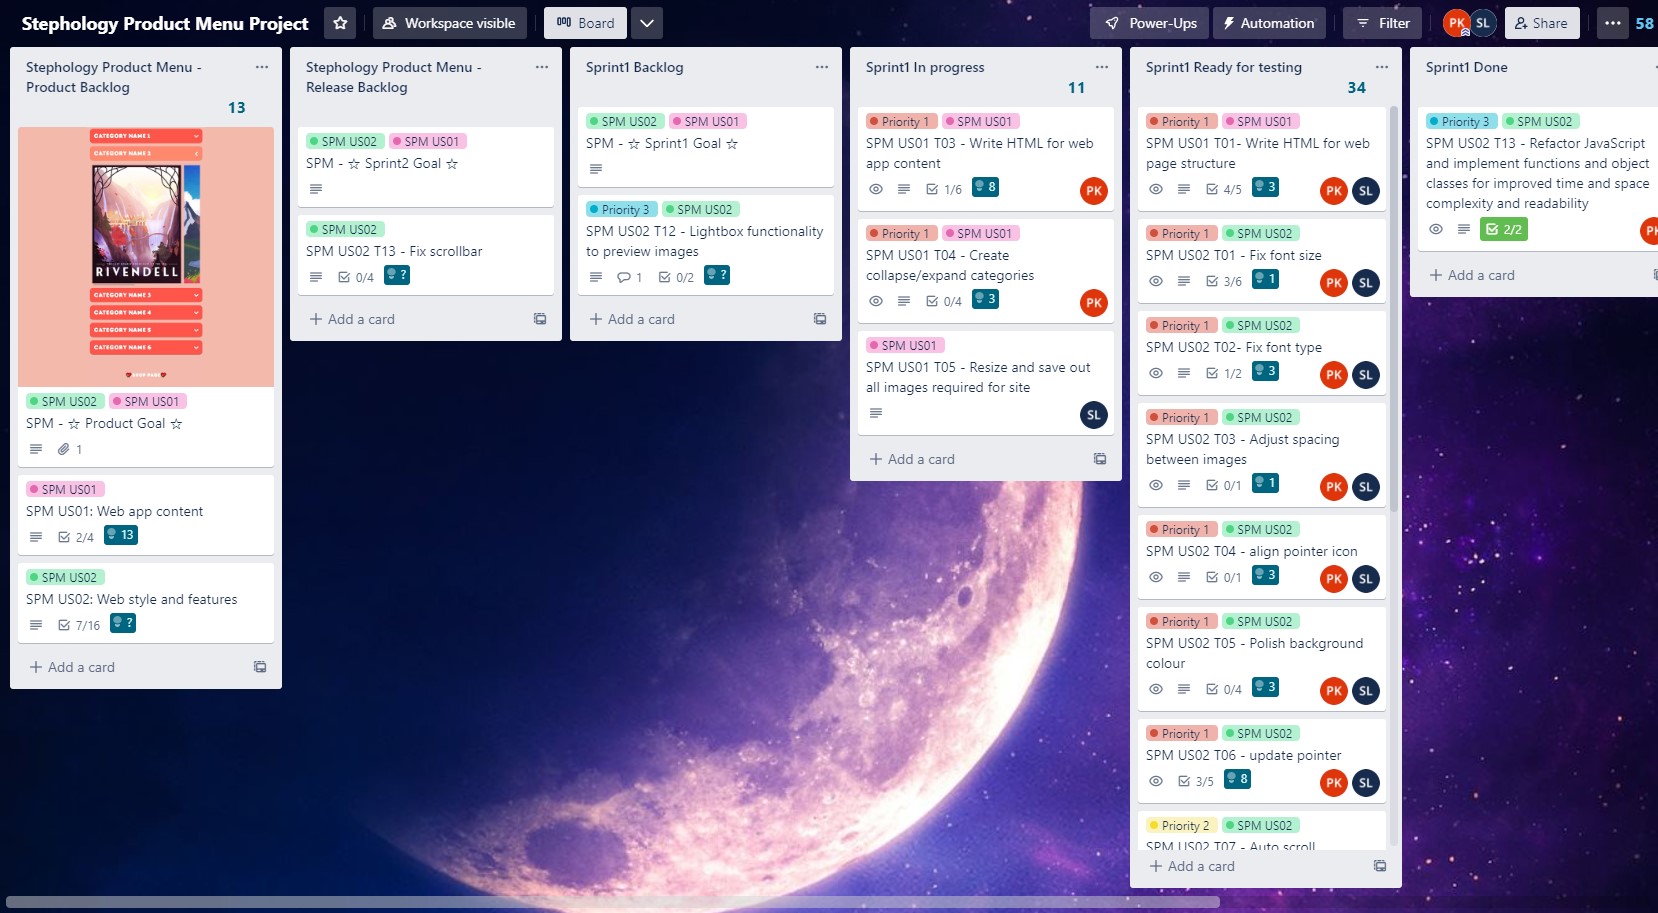 Stephology Product Menu Project
Workspace visible
Board
Power-Ups
Automation
Filter
PK
SL
Share
58
Stephology Product Menu -
Product Backlog
13
CATEGORY NAME 1
CATEGORY NAME 2
RIVENDELL
CATEGORY NAME 3
CATEGORY NAME 4
CATEGORY NAME 5
CATEGORY NAME 6
SPM US02 SPM US01
SPM - ☆ Product Goal ☆
1
SPM US01
SPM US01: Web app content
2/4 13
SPM US02
SPM US02: Web style and features
7/16 ?
+ Add a card
Stephology Product Menu -
Release Backlog
SPM US02 SPM US01
SPM - ☆ Sprint2 Goal ☆
SPM US02
SPM US02 T13 - Fix scrollbar
0/4 ?
+ Add a card
Sprint1 Backlog
SPM US02 SPM US01
SPM - ☆ Sprint1 Goal ☆
Priority 3 SPM US02
SPM US02 T12 - Lightbox functionality
to preview images
1 0/2 ?
+ Add a card
Sprint1 In progress
11
Priority 1 SPM US01
SPM US01 T03 - Write HTML for web
app content
1/6 8 PK
Priority 1 SPM US01
SPM US01 T04 - Create
collapse/expand categories
0/4 3 PK
SPM US01
SPM US01 T05 - Resize and save out
all images required for site
SL
+ Add a card
Sprint1 Ready for testing
34
Priority 1 SPM US01
SPM US01 T01- Write HTML for web
page structure
4/5 3 PK SL
Priority 1 SPM US02
SPM US02 T01 - Fix font size
3/6 1 PK SL
Priority 1 SPM US02
SPM US02 T02- Fix font type
1/2 3 PK SL
Priority 1 SPM US02
SPM US02 T03 - Adjust spacing
between images
0/1 1 PK SL
Priority 1 SPM US02
SPM US02 T04 - align pointer icon
0/1 3 PK SL
Priority 1 SPM US02
SPM US02 T05 - Polish background
colour
0/4 3 PK SL
Priority 1 SPM US02
SPM US02 T06 - update pointer
3/5 8 PK SL
Priority 2 SPM US02
SPM US02 T07 - Auto scroll
+ Add a card
Sprint1 Done
Priority 3 SPM US02
SPM US02 T13 - Refactor JavaScript
and implement functions and object
classes for improved time and space
complexity and readability
2/2 PK
+ Add a card